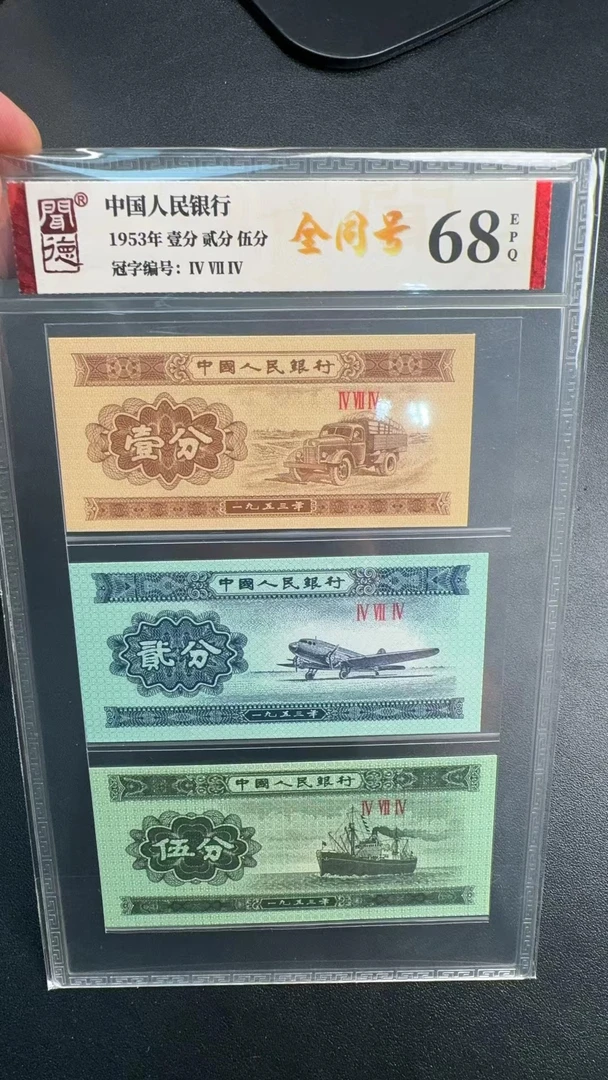 聞德®
中国人民银行
1953年 壹分 贰分 伍分
冠字编号: IV VII IV
全同号
68
EPQ
中國人民銀行
IV VII IV
壹分
一九五三年
中國人民銀行
IV VII IV
貳分
一九五三年
中國人民銀行
IV VII IV
伍分
一九五三年